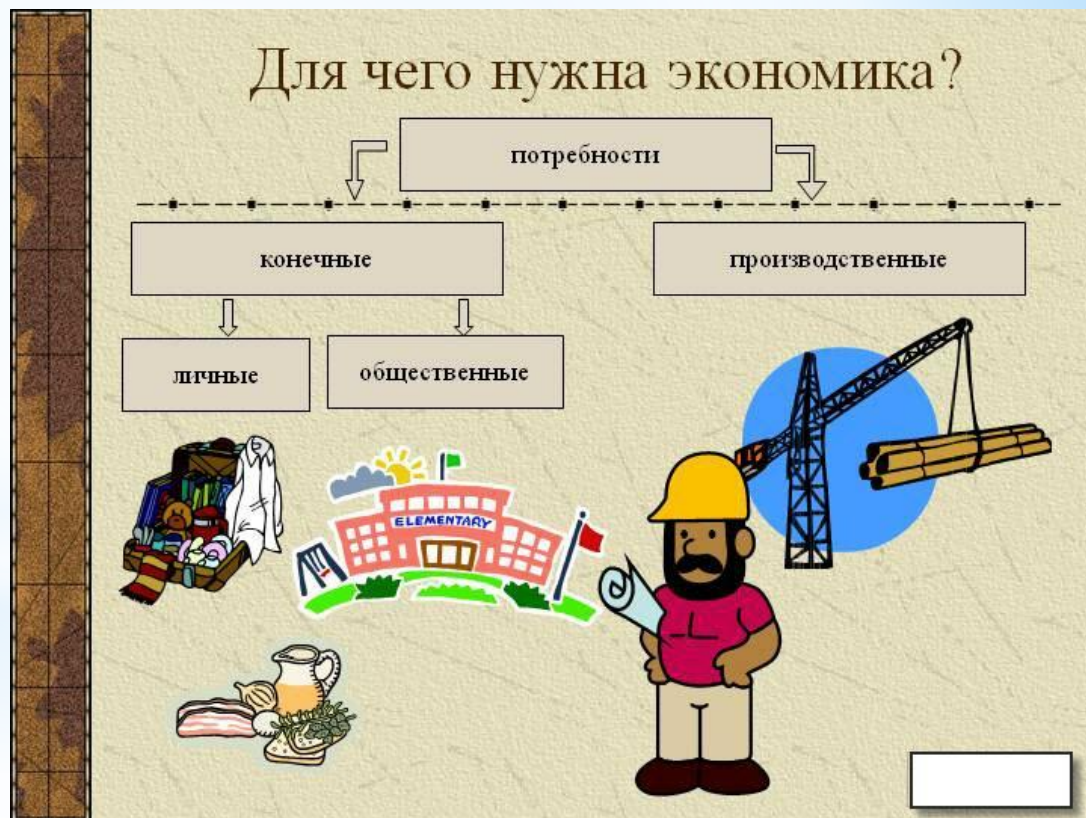 Для чего нужна экономика?
потребности
конечные
производственные
личные
общественные
ELEMENTARY